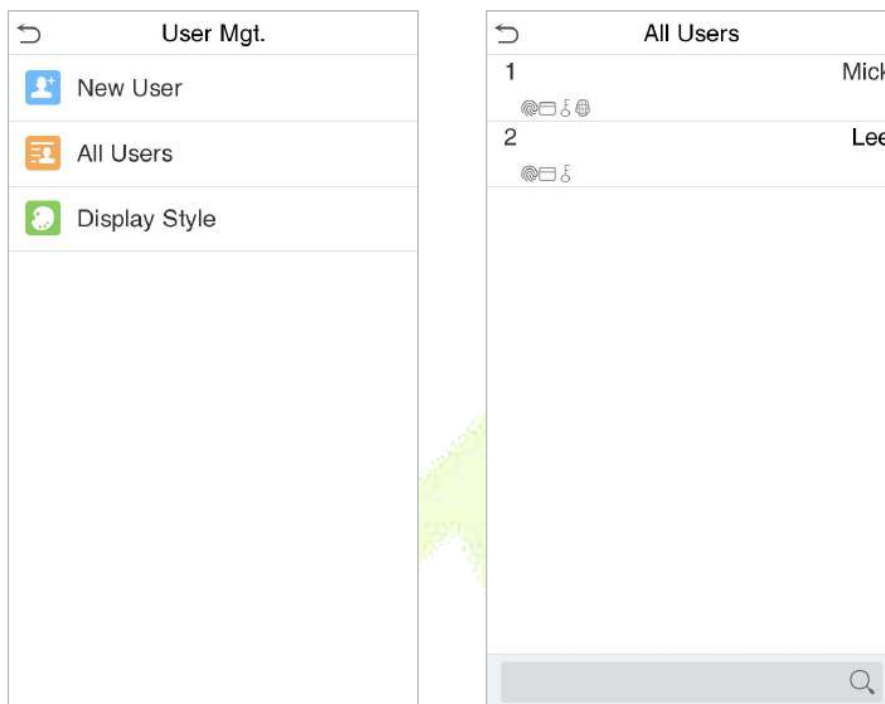 User Mgt.
New User
All Users
Display Style
All Users
1 Mick
2 Lee